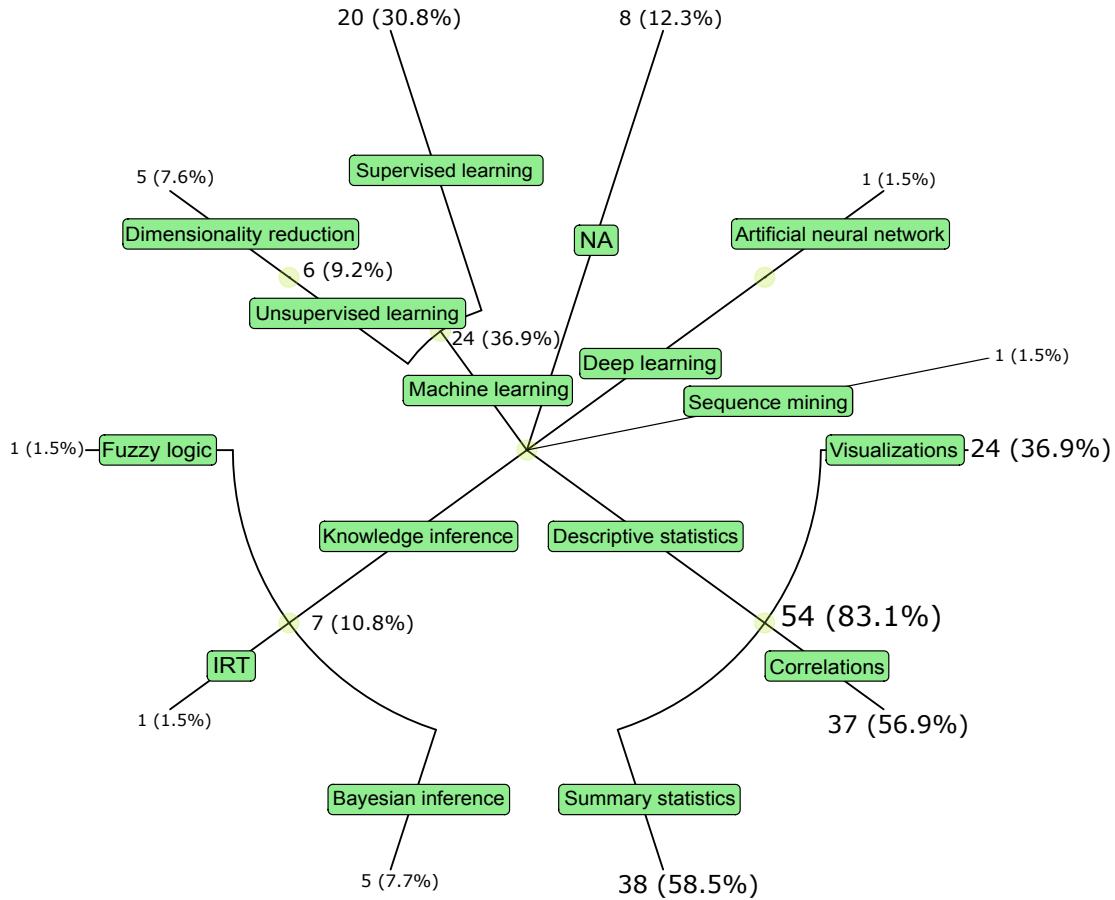 20 (30.8%)
8 (12.3%)
Supervised learning
5 (7.6%)
1 (1.5%)
Dimensionality reduction
NA
Artificial neural network
6 (9.2%)
Unsupervised learning
24 (36.9%)
Deep learning
1 (1.5%)
Machine learning
Sequence mining
1 (1.5%)
Fuzzy logic
Visualizations
24 (36.9%)
Knowledge inference
Descriptive statistics
7 (10.8%)
54 (83.1%)
IRT
Correlations
1 (1.5%)
37 (56.9%)
Bayesian inference
Summary statistics
5 (7.7%)
38 (58.5%)